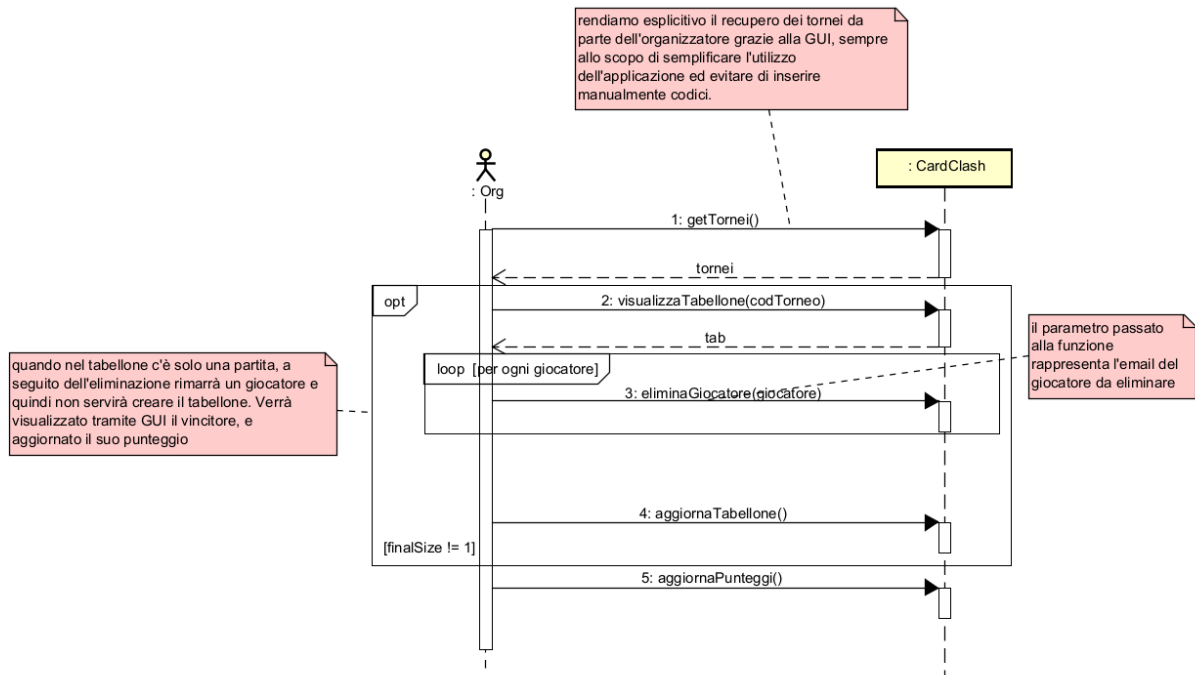 rendiamo esplicitivo il recupero dei tornei da
parte dell'organizzatore grazie alla GUI, sempre
allo scopo di semplificare l'utilizzo
dell'applicazione ed evitare di inserire
manualmente codici.
: Org
: CardClash
1: getTornei()
tornei
opt
2: visualizzaTabellone(codTorneo)
tab
il parametro passato
alla funzione
rappresenta l'email del
giocatore da eliminare
quando nel tabellone c'è solo una partita, a
seguito dell'eliminazione rimarrà un giocatore e
quindi non servirà creare il tabellone. Verrà
visualizzato tramite GUI il vincitore, e
aggiornato il suo punteggio
loop [per ogni giocatore]
3: eliminaGiocatore(giocatore)
4: aggiornaTabellone()
[finalSize != 1]
5: aggiornaPunteggi()